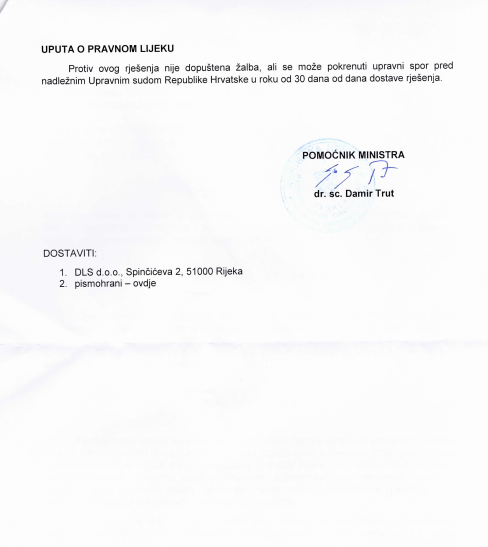 UPUTA O PRAVNOM LIJEKU
Protiv ovog rješenja nije dopuštena žalba, ali se može pokrenuti upravni spor pred
nadležnim Upravnim sudom Republike Hrvatske u roku od 30 dana od dana dostave rješenja.
POMOĆNIK MINISTRA
dr. sc. Damir Trut
DOSTAVITI:
1. DLS d.o.o., Spinčićeva 2, 51000 Rijeka
2. pismohrani – ovdje